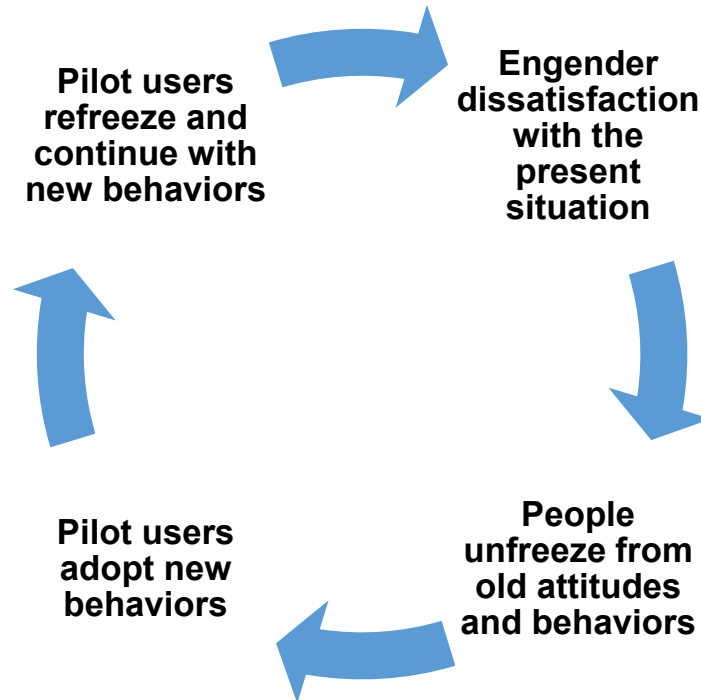 Pilot users
refreeze and
continue with
new behaviors
Engender
dissatisfaction
with the
present
situation
People
unfreeze from
old attitudes
and behaviors
Pilot users
adopt new
behaviors